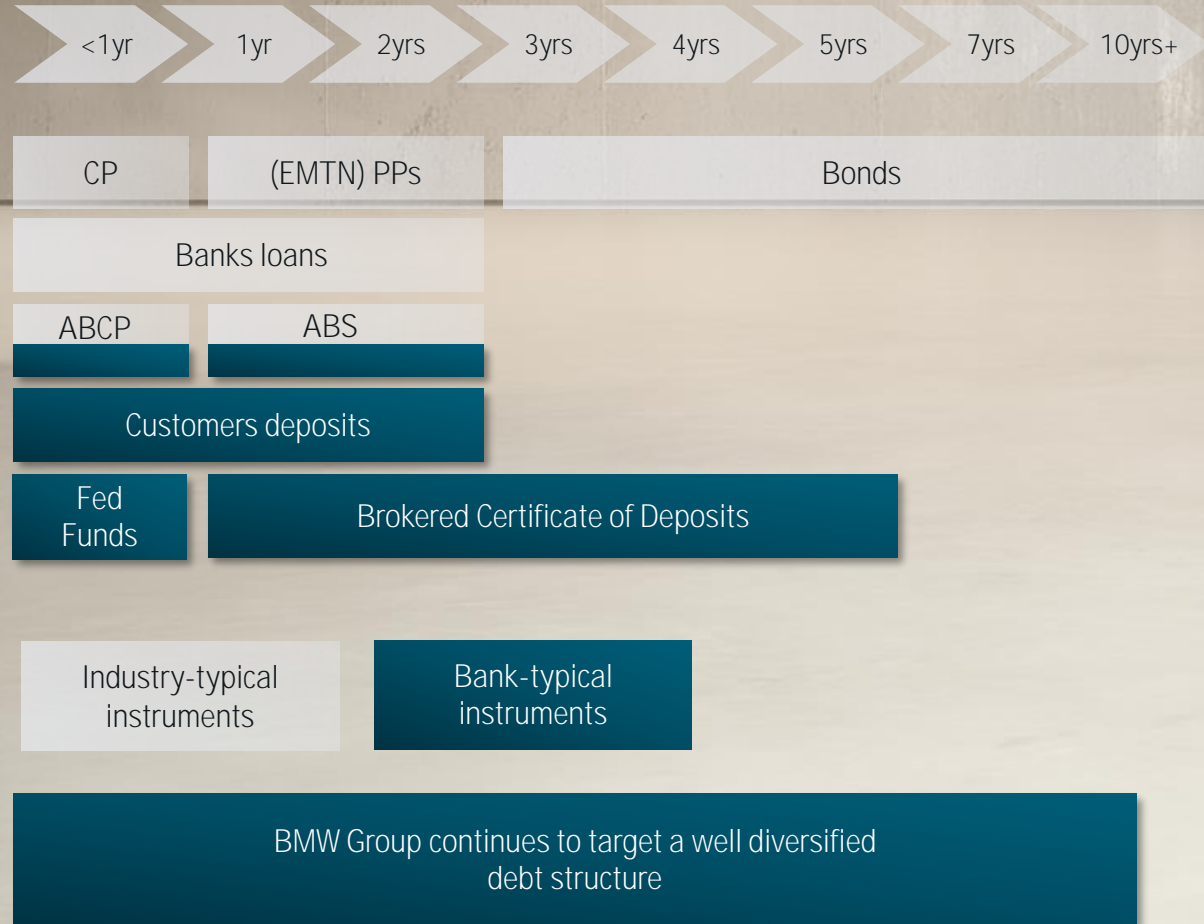 <1yr 1yr 2yrs 3yrs 4yrs 5yrs 7yrs 10yrs+
CP (EMTN) PPs Bonds
Banks loans
ABCP ABS
Customers deposits
Fed
Funds
Brokered Certificate of Deposits
Industry-typical
instruments
Bank-typical
instruments
BMW Group continues to target a well diversified
debt structure